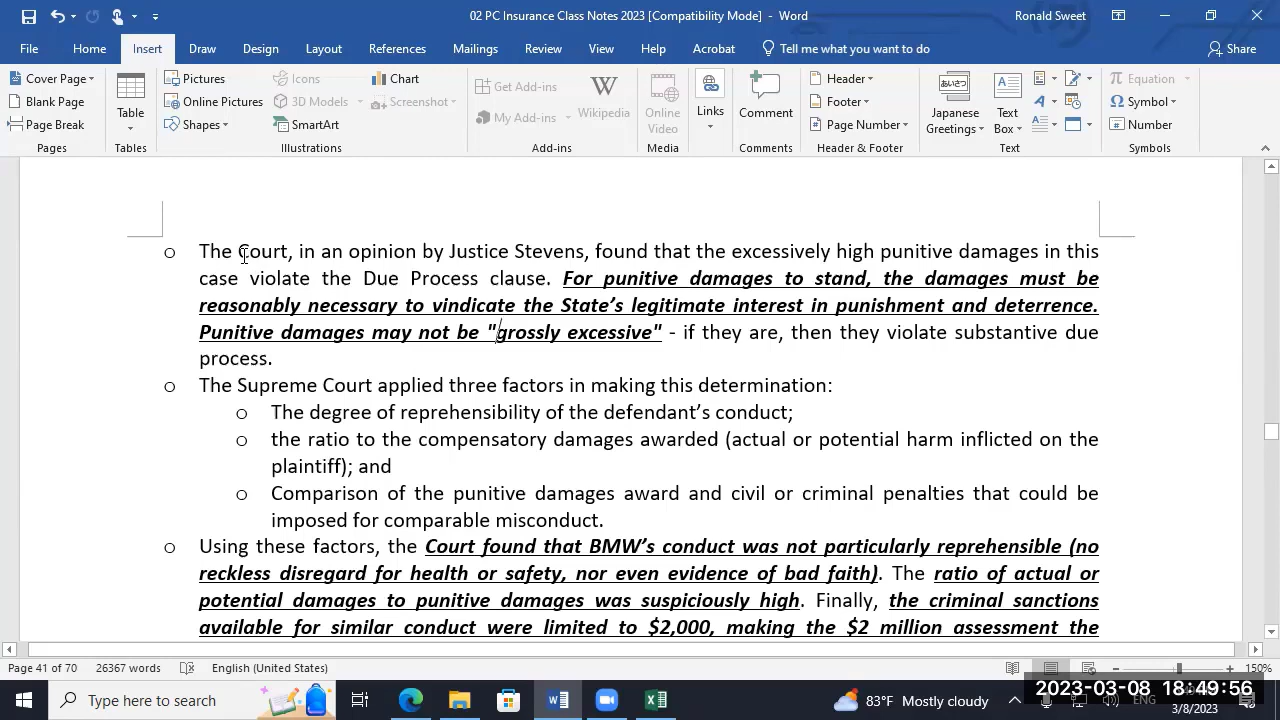 02 PC Insurance Class Notes 2023 [Compatibility Mode] - Word
Ronald Sweet
File Home Insert Draw Design Layout References Mailings Review View Help Acrobat Tell me what you want to do Share
Cover Page
Blank Page
Page Break
Pages
Table
Tables
Pictures
Online Pictures
Shapes
Icons
3D Models
SmartArt
Chart
Screenshot
Illustrations
Get Add-ins
My Add-ins
Wikipedia
Add-ins
Online
Video
Media
Links
Comment
Comments
Header
Footer
Page Number
Header & Footer
あいさつ
Japanese
Greetings
Text
Box
Text
Equation
Symbol
Number
Symbols
o The Court, in an opinion by Justice Stevens, found that the excessively high punitive damages in this
case violate the Due Process clause. For punitive damages to stand, the damages must be
reasonably necessary to vindicate the State's legitimate interest in punishment and deterrence.
Punitive damages may not be "grossly excessive" - if they are, then they violate substantive due
process.
o The Supreme Court applied three factors in making this determination:
o The degree of reprehensibility of the defendant's conduct;
o the ratio to the compensatory damages awarded (actual or potential harm inflicted on the
plaintiff); and
o Comparison of the punitive damages award and civil or criminal penalties that could be
imposed for comparable misconduct.
o Using these factors, the Court found that BMW's conduct was not particularly reprehensible (no
reckless disregard for health or safety, nor even evidence of bad faith). The ratio of actual or
potential damages to punitive damages was suspiciously high. Finally, the criminal sanctions
available for similar conduct were limited to $2,000, making the $2 million assessment the
Page 41 of 70 26367 words English (United States) 150%
Type here to search
83°F Mostly cloudy
ENG
2023-03-08 18:49:56
3/8/2023